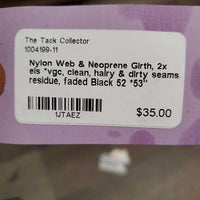 The Tack Collector
1004199-11
Nylon Web & Neoprene Girth, 2x
els *vgc, clean, hairy & dirty seams
residue, faded Black 52 *53"
$35.00
1JTAEZ